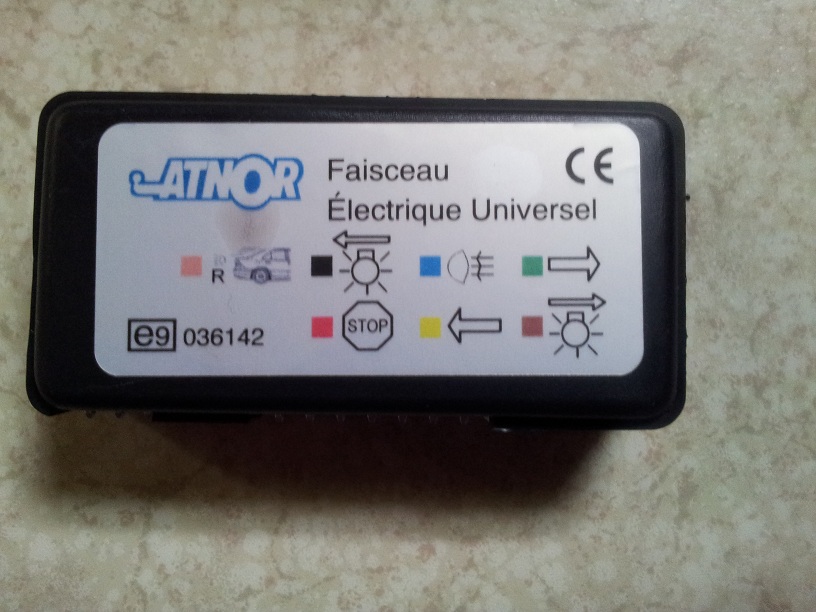 ATNOR
Faisceau
Électrique Universel
CE
R
STOP
e9 036142